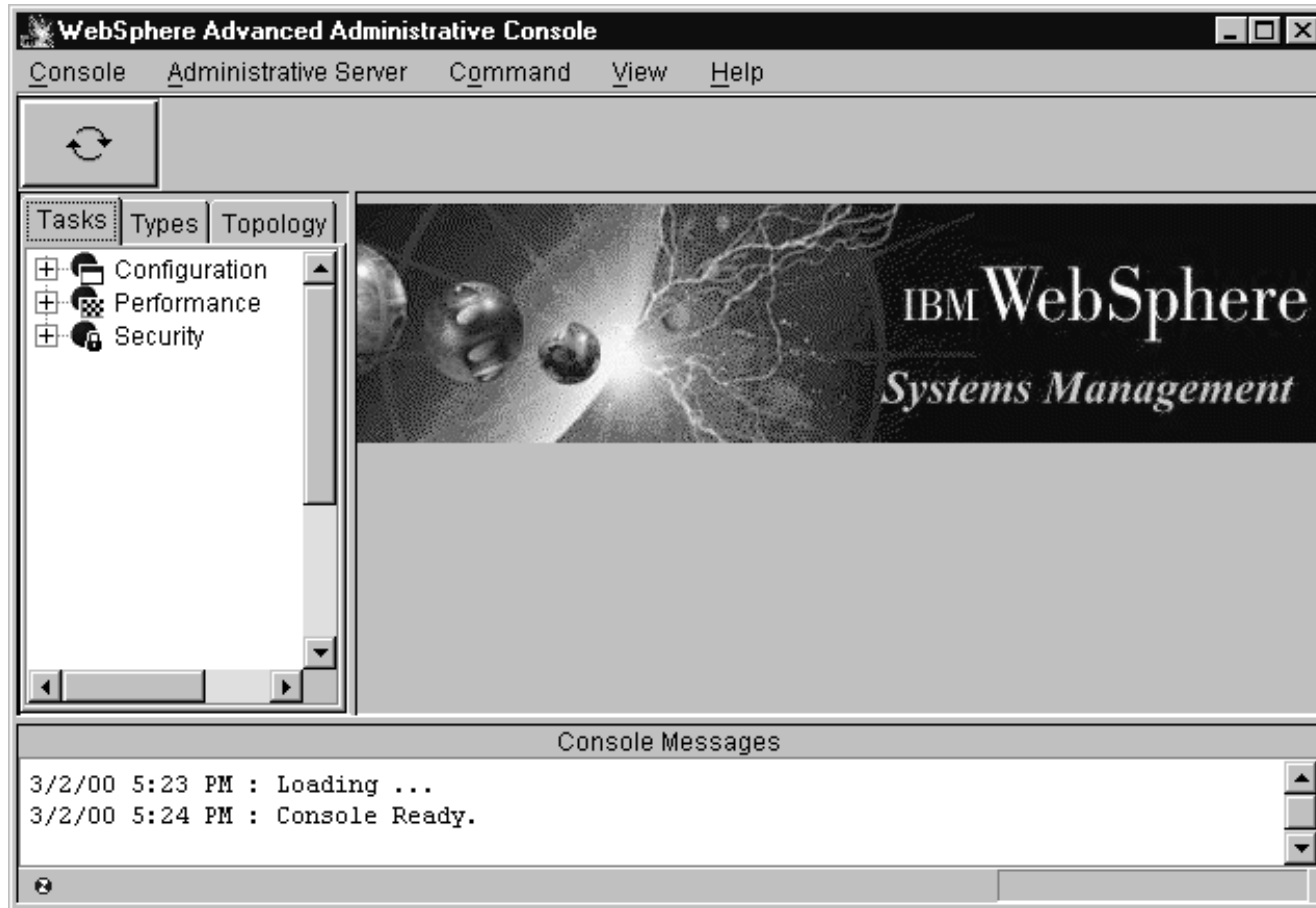 WebSphere Advanced Administrative Console
Console Administrative Server Command View Help
Tasks Types Topology
Configuration
Performance
Security
IBM WebSphere
Systems Management
Console Messages
3/2/00 5:23 PM : Loading ...
3/2/00 5:24 PM : Console Ready.